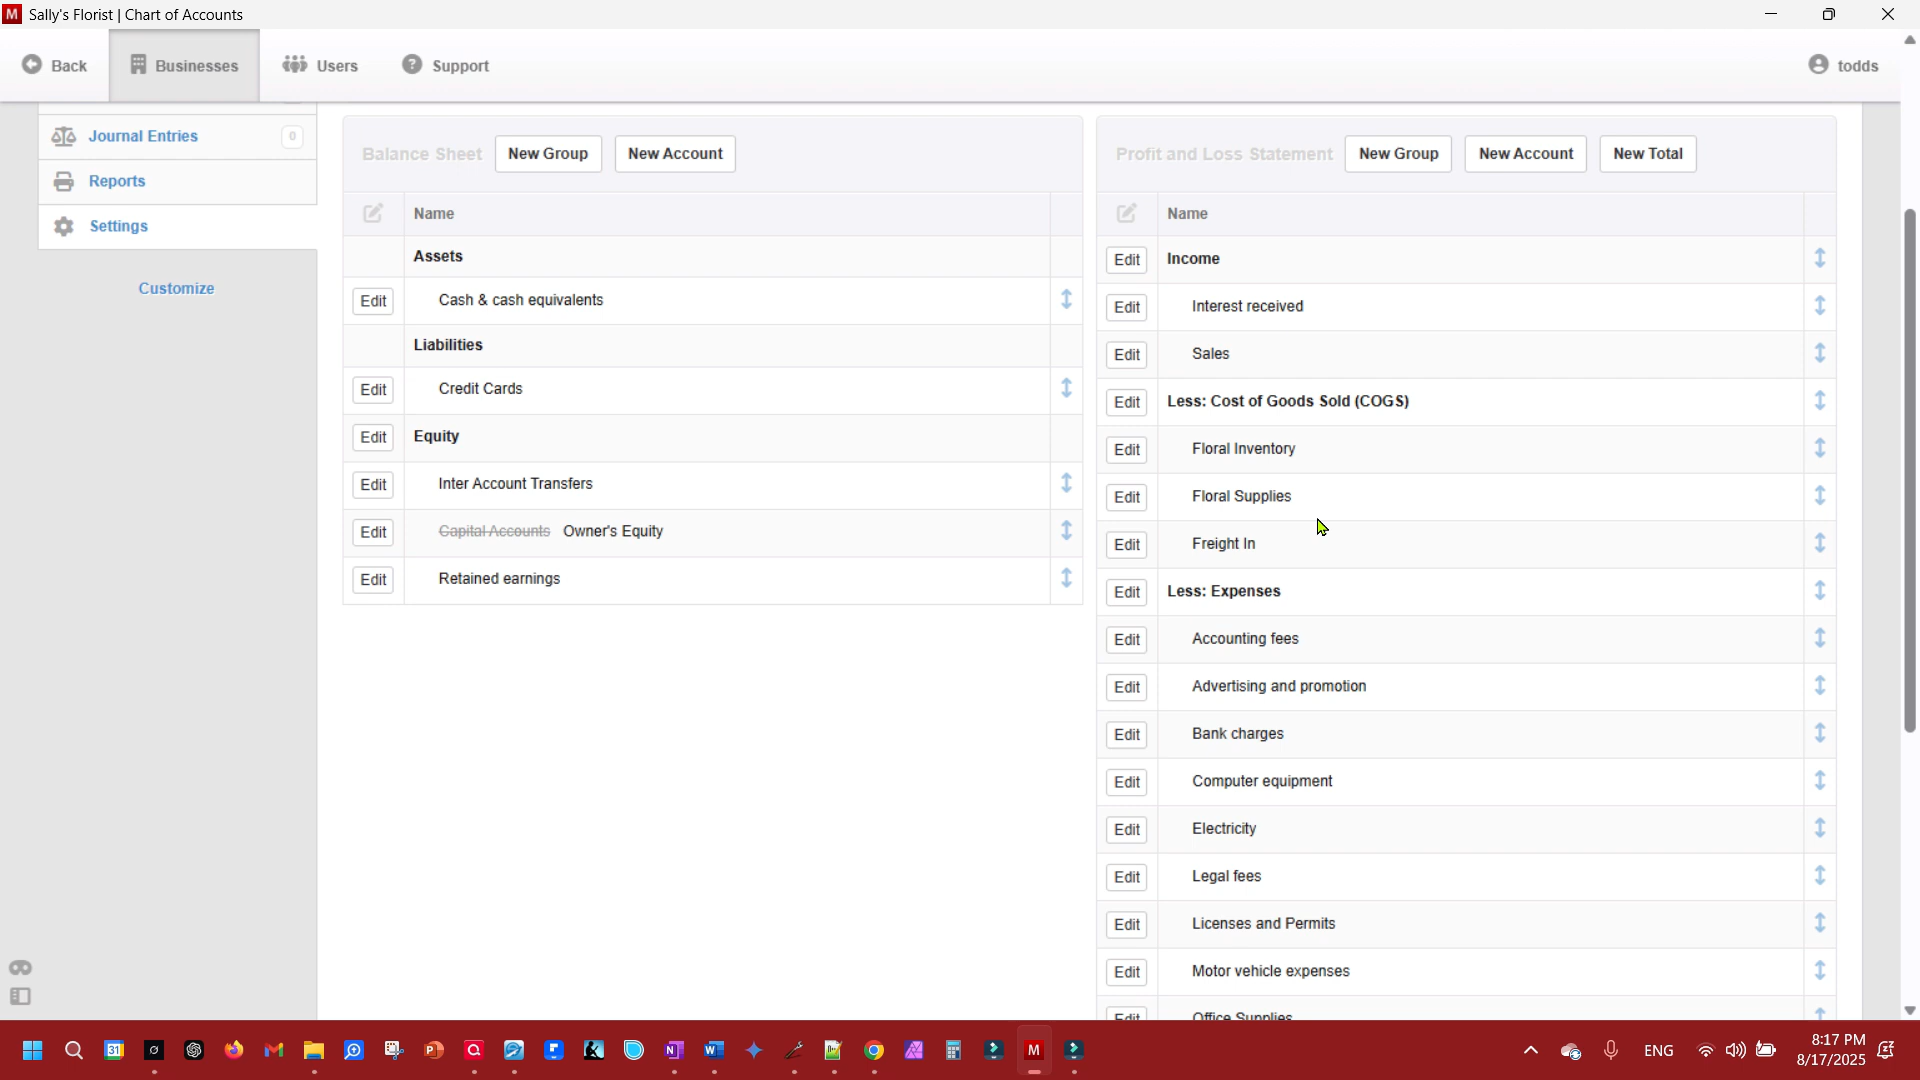 Sally's Florist | Chart of Accounts
Back
Businesses
Users
Support
todds
Journal Entries 0
Reports
Settings
Customize
Balance Sheet New Group New Account
Name
Assets
Edit Cash & cash equivalents
Liabilities
Edit Credit Cards
Edit Equity
Edit Inter Account Transfers
Edit Capital Accounts Owner's Equity
Edit Retained earnings
Profit and Loss Statement New Group New Account New Total
Name
Edit Income
Edit Interest received
Edit Sales
Edit Less: Cost of Goods Sold (COGS)
Edit Floral Inventory
Edit Floral Supplies
Edit Freight In
Edit Less: Expenses
Edit Accounting fees
Edit Advertising and promotion
Edit Bank charges
Edit Computer equipment
Edit Electricity
Edit Legal fees
Edit Licenses and Permits
Edit Motor vehicle expenses
Edit Office Supplies
ENG
8:17 PM
8/17/2025